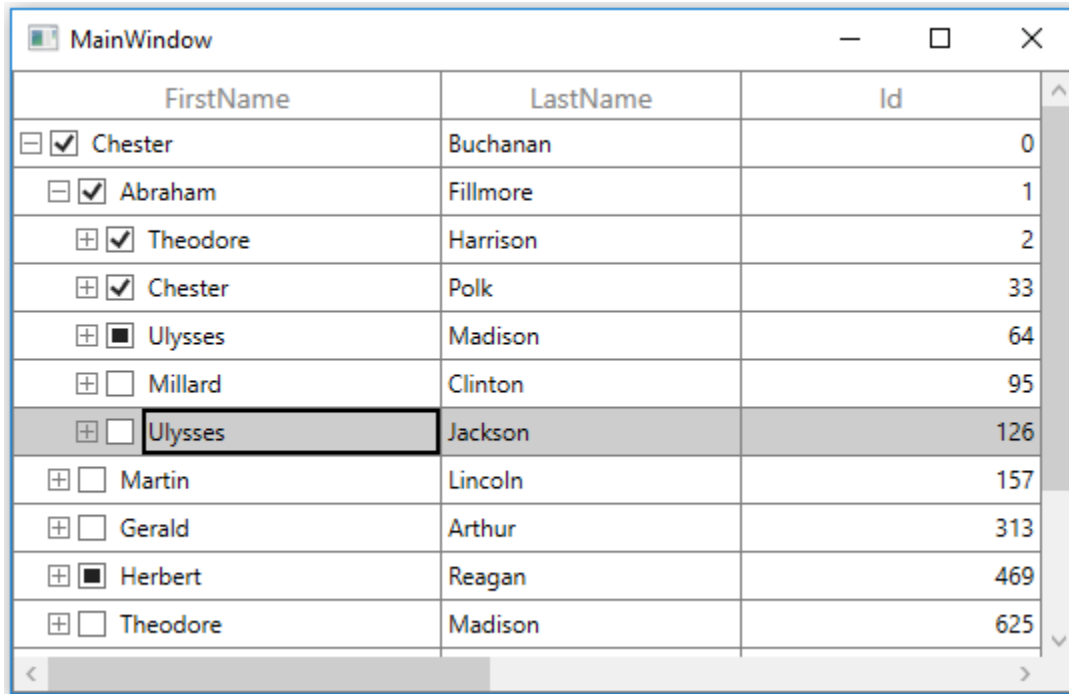 MainWindow
FirstName LastName Id
Chester Buchanan 0
Abraham Fillmore 1
Theodore Harrison 2
Chester Polk 33
Ulysses Madison 64
Millard Clinton 95
Ulysses Jackson 126
Martin Lincoln 157
Gerald Arthur 313
Herbert Reagan 469
Theodore Madison 625